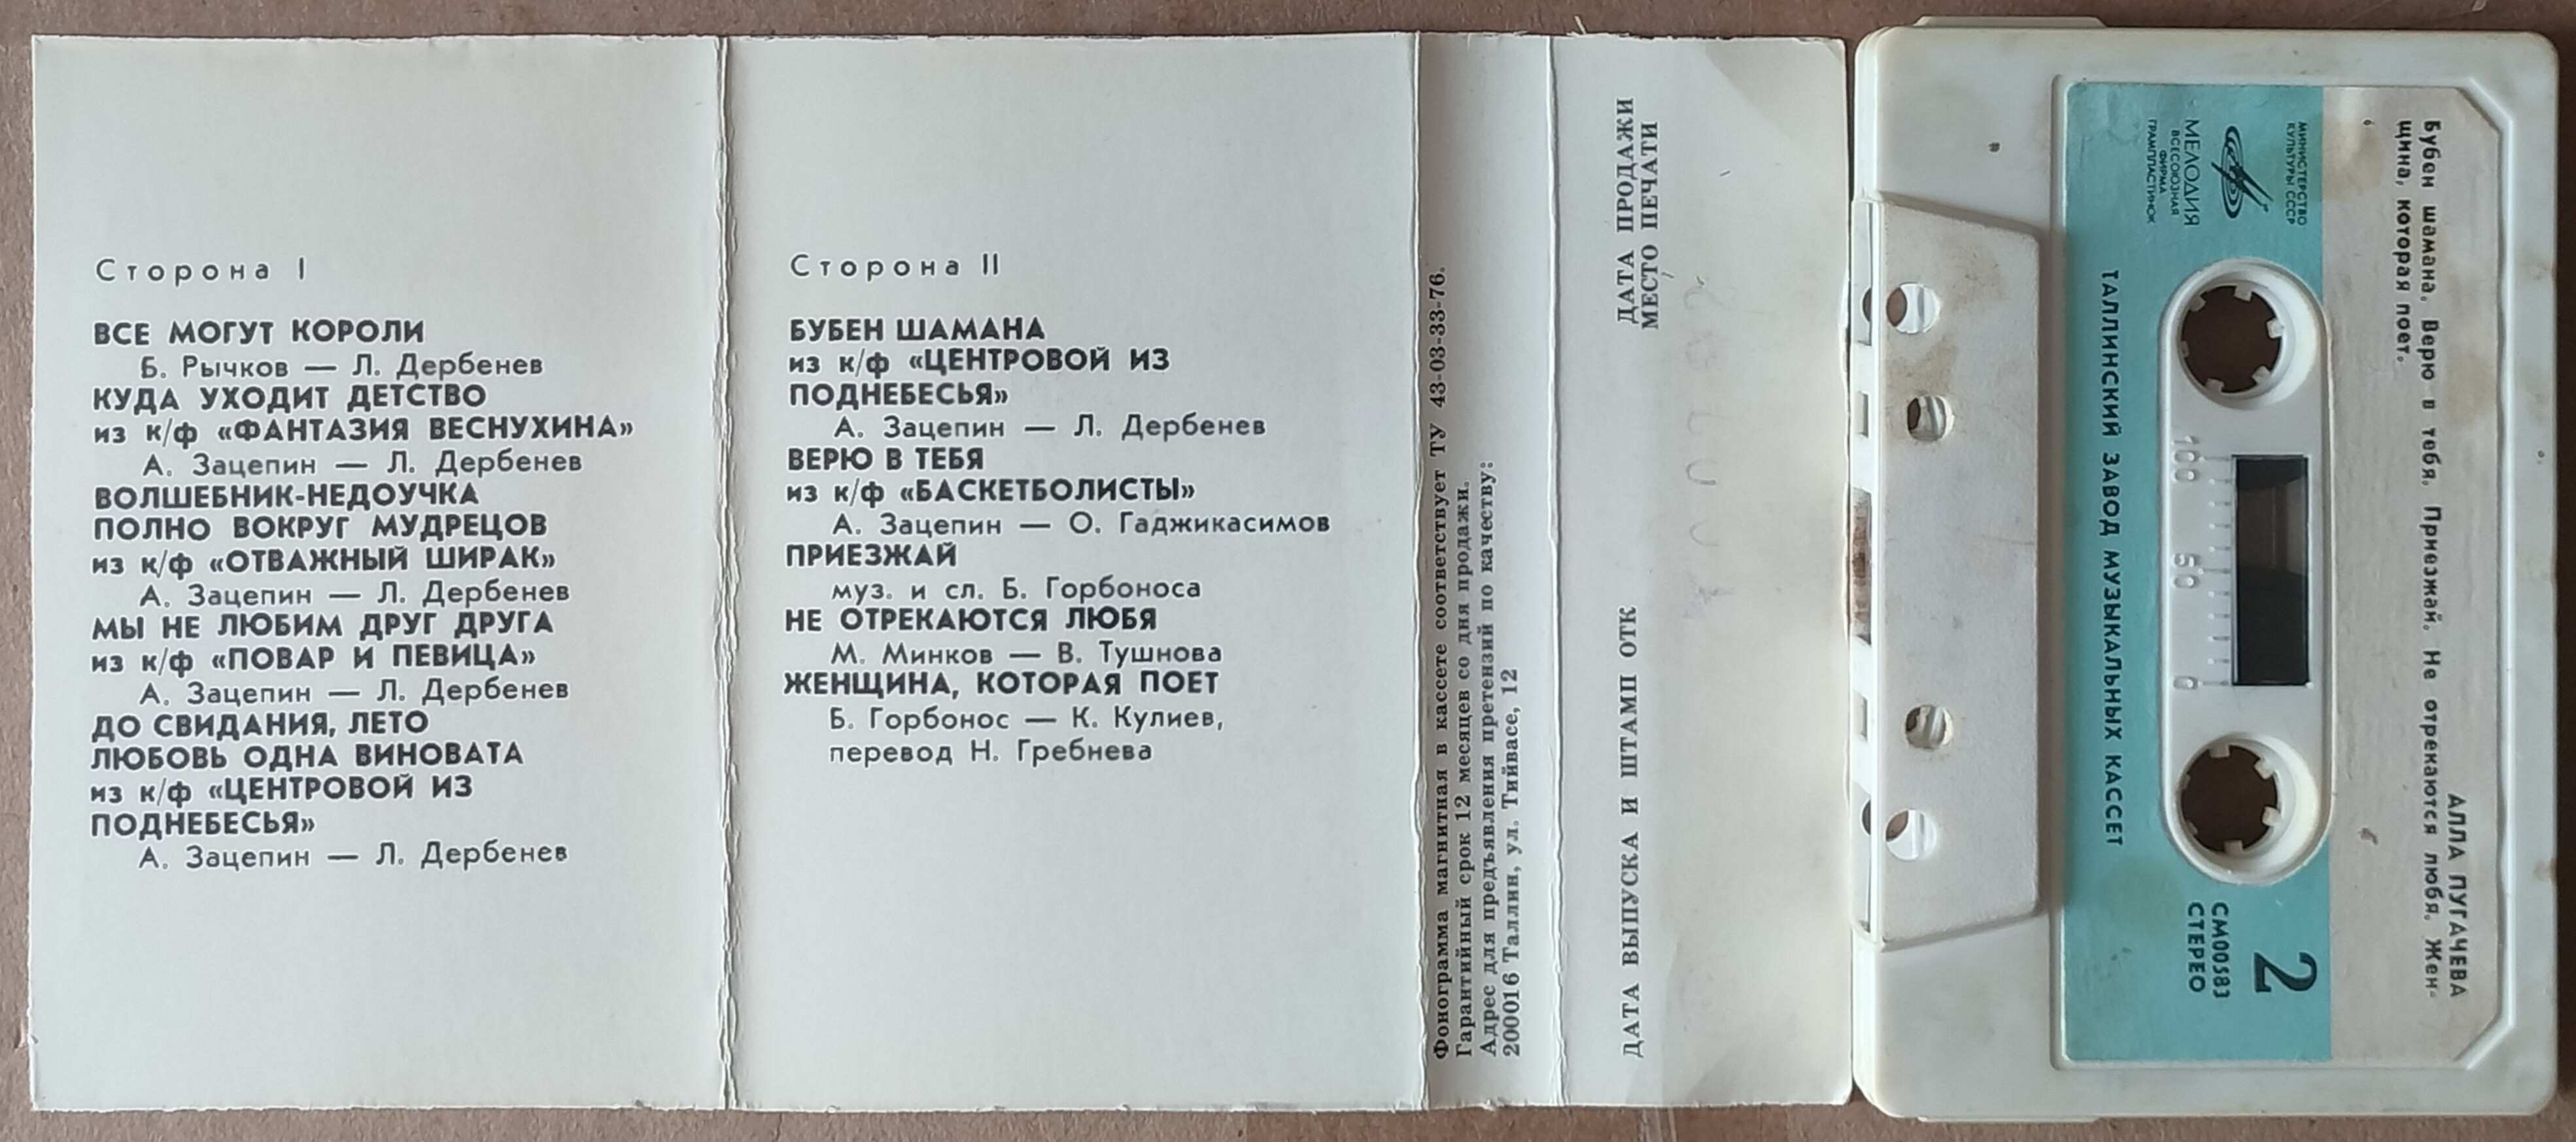 Сторона I
ВСЕ МОГУТ КОРОЛИ
Б. Рычков — Л. Дербенев
КУДА УХОДИТ ДЕТСТВО
из к/ф «ФАНТАЗИЯ ВЕСНУХИНА»
А. Зацепин — Л. Дербенев
ВОЛШЕБНИК-НЕДОУЧКА
ПОЛНО ВОКРУГ МУДРЕЦОВ
из к/ф «ОТВАЖНЫЙ ШИРАК»
А. Зацепин — Л. Дербенев
МЫ НЕ ЛЮБИМ ДРУГ ДРУГА
из к/ф «ПОВАР И ПЕВИЦА»
А. Зацепин — Л. Дербенев
ДО СВИДАНИЯ, ЛЕТО
ЛЮБОВЬ ОДНА ВИНОВАТА
из к/ф «ЦЕНТРОВОЙ ИЗ
ПОДНЕБЕСЬЯ»
А. Зацепин — Л. Дербенев
Сторона II
БУБЕН ШАМАНА
из к/ф «ЦЕНТРОВОЙ ИЗ
ПОДНЕБЕСЬЯ»
А. Зацепин — Л. Дербенев
ВЕРЮ В ТЕБЯ
из к/ф «БАСКЕТБОЛИСТЫ»
А. Зацепин — О. Гаджикасимов
ПРИЕЗЖАЙ
муз. и сл. Б. Горбоноса
НЕ ОТРЕКАЮТСЯ ЛЮБЯ
М. Минков — В. Тушнова
ЖЕНЩИНА, КОТОРАЯ ПОЕТ
Б. Горбонос — К. Кулиев,
перевод Н. Гребнева
Фонограмма магнитная в кассете соответствует ТУ 43-03-33-76.
Гарантийный срок 12 месяцев со дня продажи.
Адрес для предъявления претензий по качеству:
200016 Таллин, ул. Тийвасе, 12
ДАТА ВЫПУСКА И ШТАМП ОТК
ДАТА ПРОДАЖИ
МЕСТО ПЕЧАТИ
АЛЛА ПУГАЧЕВА
Бубен шамана. Верю в тебя. Приезжай. Не отрекаются любя. Жен-
щина, которая поет.
МИНИСТЕРСТВО
КУЛЬТУРЫ СССР
МЕЛОДИЯ
ВСЕСОЮЗНАЯ
ФИРМА
ГРАМПЛАСТИНОК
2
СМ00583
СТЕРЕО
100 50 0
ТАЛЛИНСКИЙ ЗАВОД МУЗЫКАЛЬНЫХ КАССЕТ